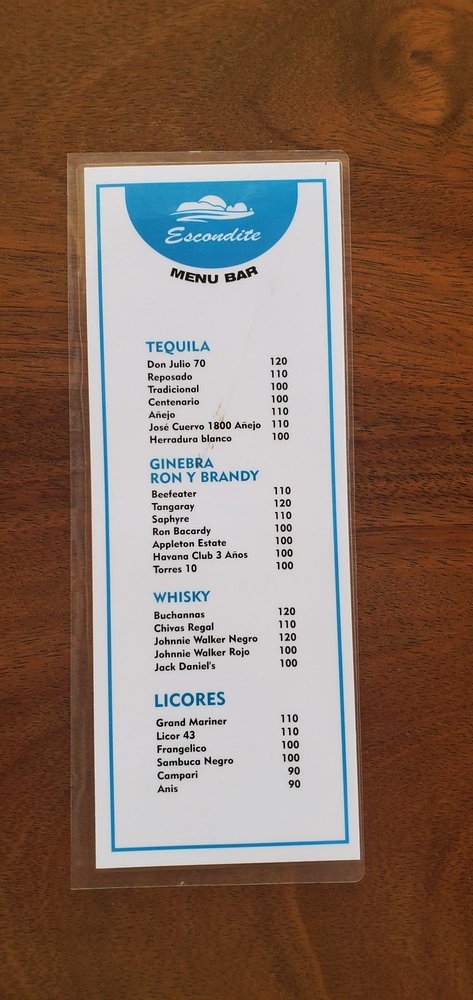 Escondite
MENU BAR
TEQUILA
Don Julio 70 120
Reposado 110
Tradicional 100
Centenario 100
Añejo 110
José Cuervo 1800 Añejo 110
Herradura blanco 100
GINEBRA
RON Y BRANDY
Beefeater 110
Tangaray 120
Saphyre 110
Ron Bacardy 100
Appleton Estate 100
Havana Club 3 Años 100
Torres 10 100
WHISKY
Buchannas 120
Chivas Regal 110
Johnnie Walker Negro 120
Johnnie Walker Rojo 100
Jack Daniel's 100
LICORES
Grand Mariner 110
Licor 43 110
Frangelico 100
Sambuca Negro 100
Campari 90
Anis 90